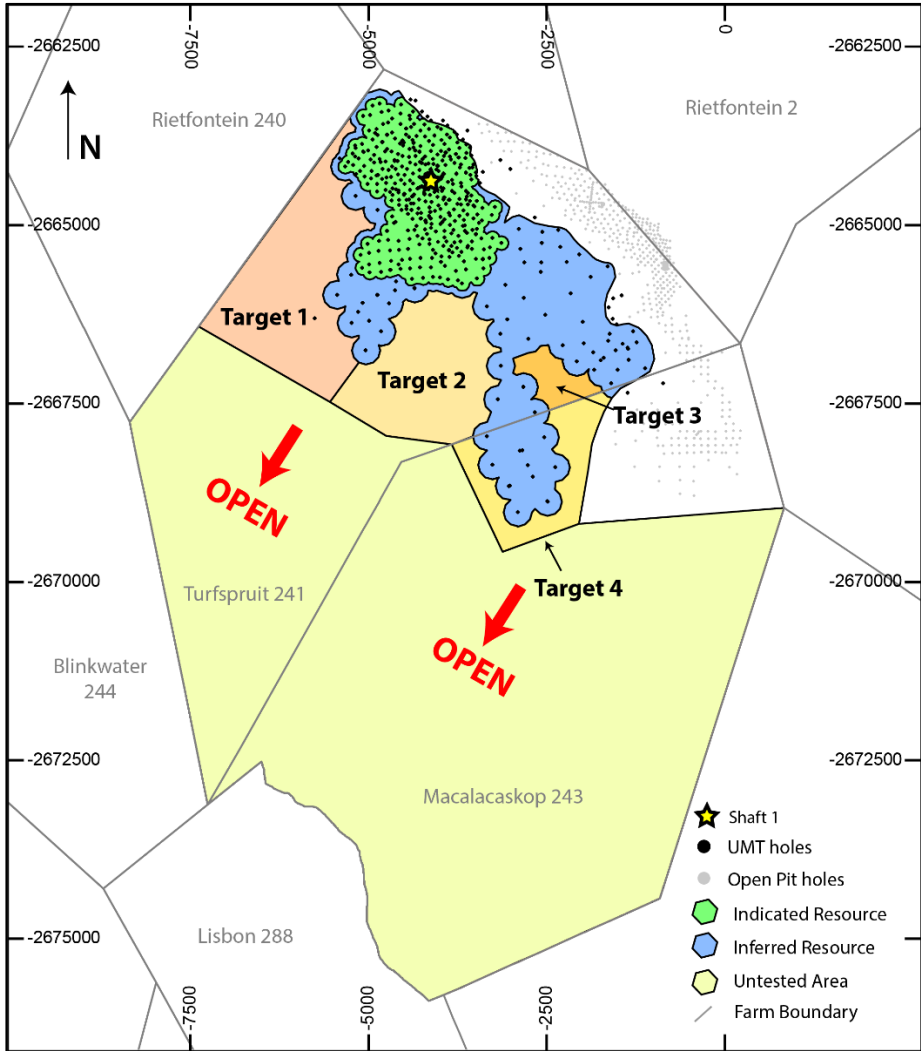 -7500
-5000
-2500
0
-2662500
-2662500
Rietfontein 240
Rietfontein 2
N
-2665000
-2665000
Target 1
Target 2
Target 3
-2667500
-2667500
OPEN
Target 4
-2670000
-2670000
Turfspruit 241
OPEN
Blinkwater
244
-2672500
-2672500
Macalacaskop 243
Shaft 1
UMT holes
Open Pit holes
Indicated Resource
Inferred Resource
Untested Area
Farm Boundary
Lisbon 288
-2675000
-2675000
-7500
-5000
-2500
0